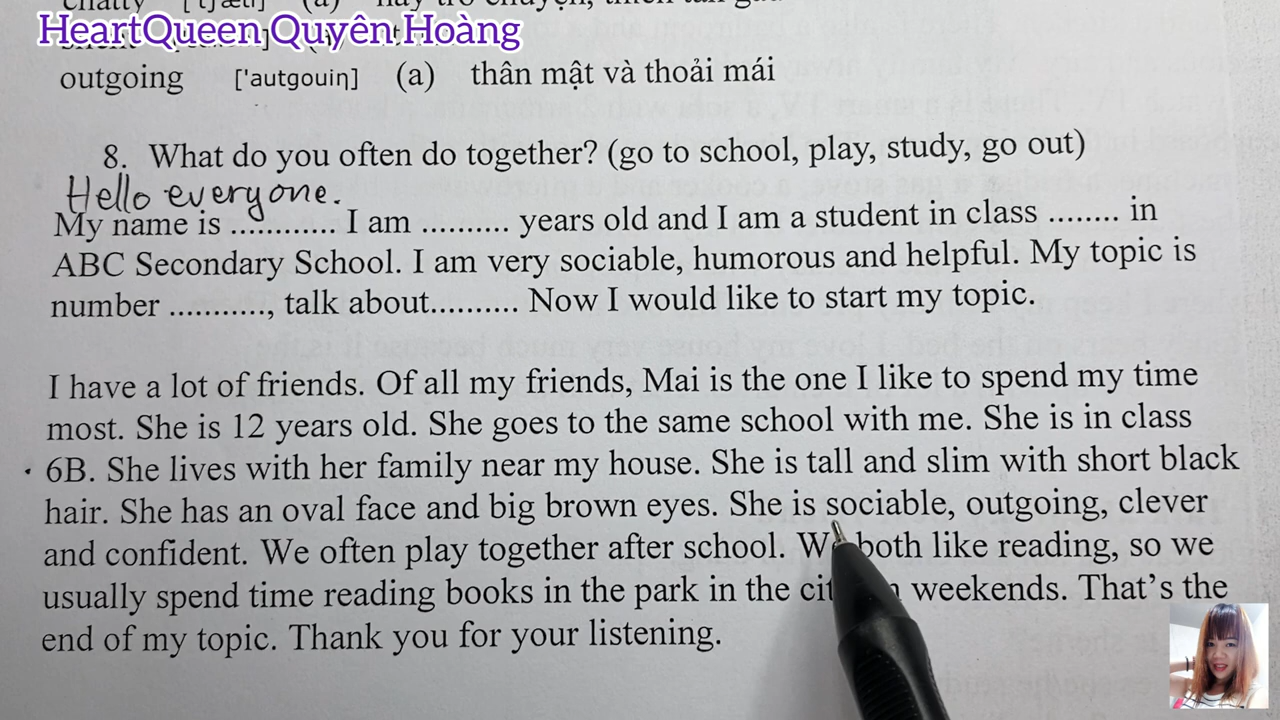 HeartQueen Quyên Hoàng
outgoing ['autgouiη] (a) thân mật và thoải mái
8. What do you often do together? (go to school, play, study, go out)
Hello everyone.
My name is ............ I am .......... years old and I am a student in class ........ in
ABC Secondary School. I am very sociable, humorous and helpful. My topic is
number ..........., talk about.......... Now I would like to start my topic.
I have a lot of friends. Of all my friends, Mai is the one I like to spend my time
most. She is 12 years old. She goes to the same school with me. She is in class
6B. She lives with her family near my house. She is tall and slim with short black
hair. She has an oval face and big brown eyes. She is sociable, outgoing, clever
and confident. We often play together after school. both like reading, so we
usually spend time reading books in the park in the weekends. That's the
end of my topic. Thank you for your listening.